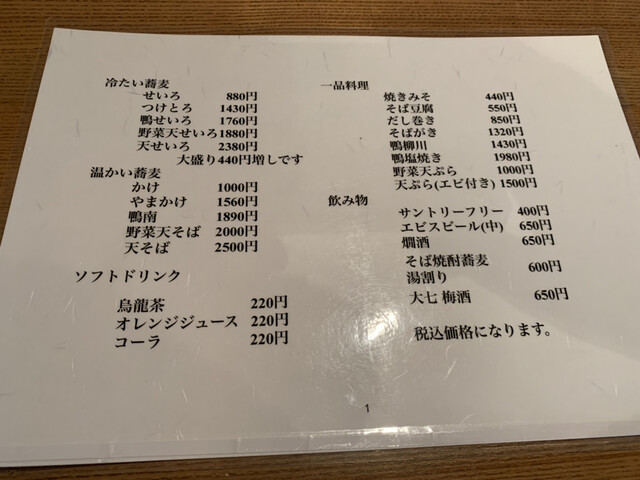 冷たい蕎麦
せいろ 880円
つけとろ 1430円
鴨せいろ 1760円
野菜天せいろ1880円
天せいろ 2380円
大盛り440円増しです
温かい蕎麦
かけ 1000円
やまかけ 1560円
鴨南 1890円
野菜天そば 2000円
天そば 2500円
ソフトドリンク
烏龍茶 220円
オレンジジュース 220円
コーラ 220円
一品料理
焼きみそ 440円
そば豆腐 550円
だし巻き 850円
そばがき 1320円
鴨柳川 1430円
鴨塩焼き 1980円
野菜天ぷら 1000円
天ぷら(エビ付き) 1500円
飲み物
サントリーフリー 400円
エビスビール(中) 650円
燗酒 650円
そば焼酎蕎麦
湯割り 600円
大七 梅酒 650円
税込価格になります。
1